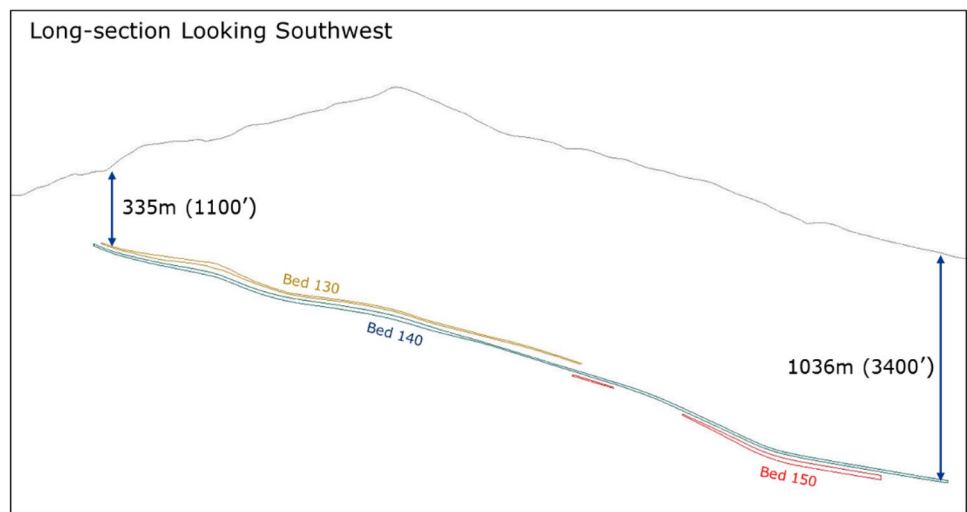 Long-section Looking Southwest
335m (1100’)
Bed 130
Bed 140
1036m (3400’)
Bed 150